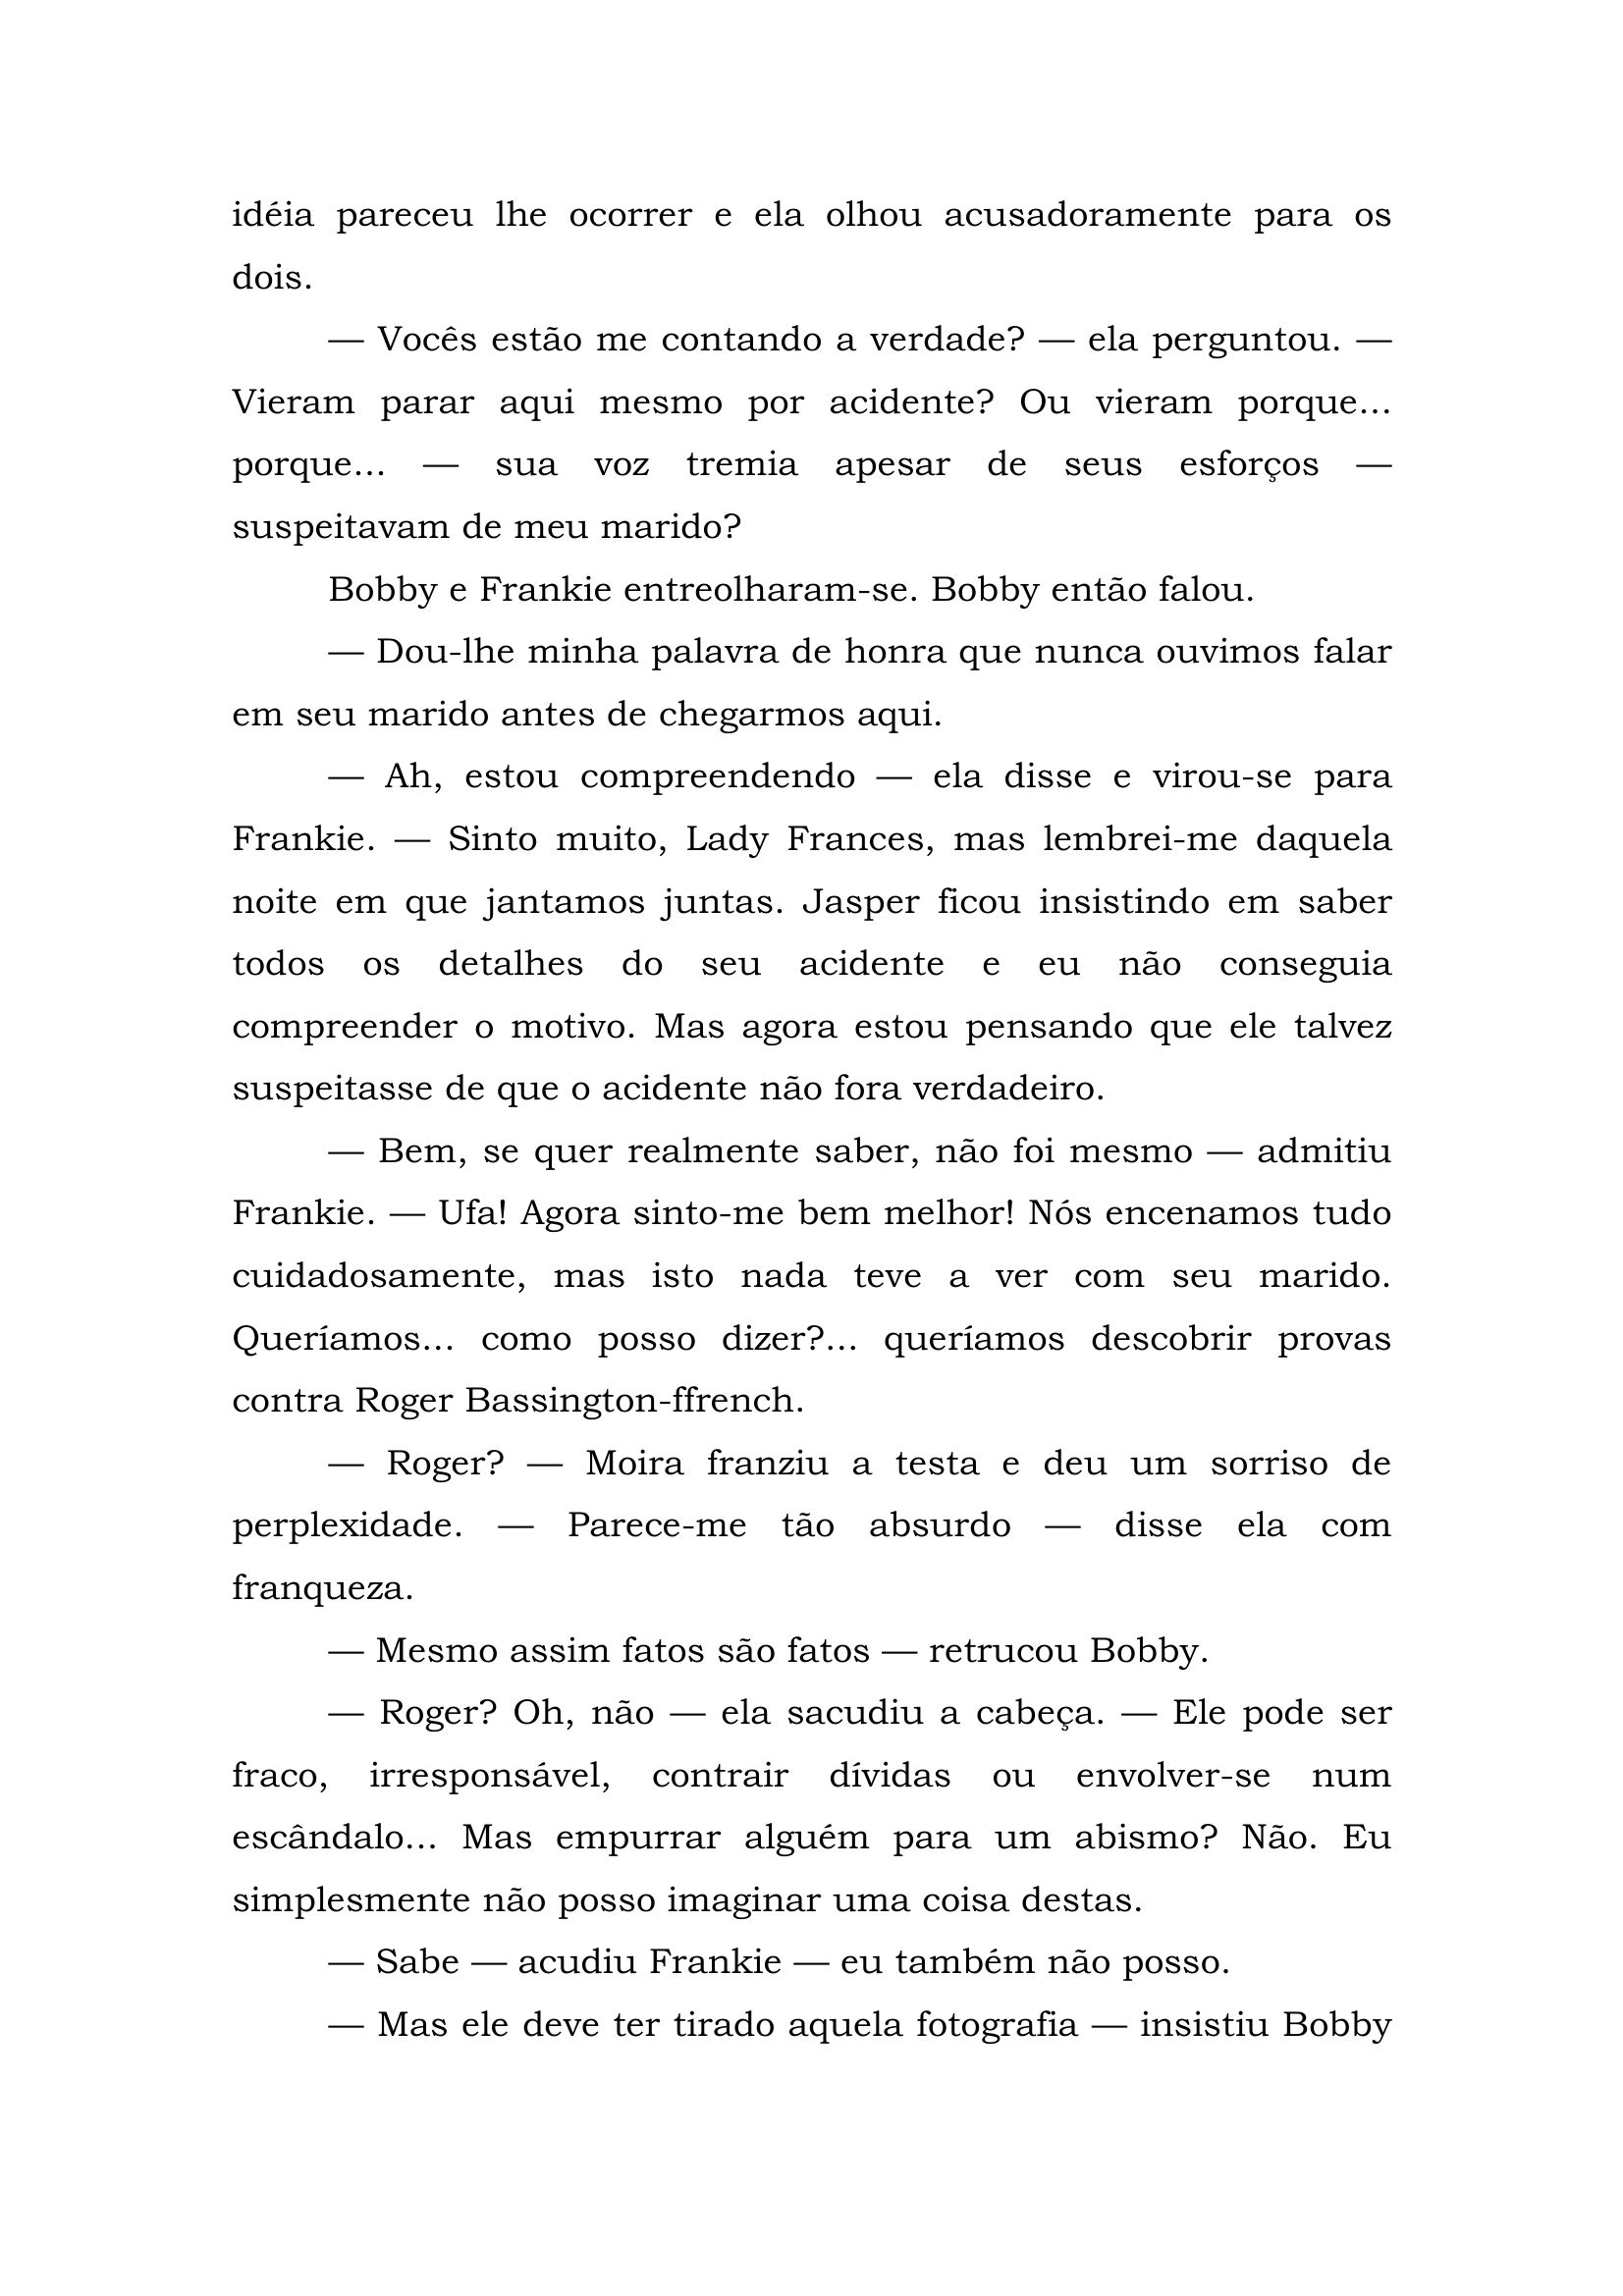 idéia pareceu lhe ocorrer e ela olhou acusadoramente para os
dois.
— Vocês estão me contando a verdade? — ela perguntou. —
Vieram parar aqui mesmo por acidente? Ou vieram porque...
porque... — sua voz tremia apesar de seus esforços —
suspeitavam de meu marido?
Bobby e Frankie entreolharam-se. Bobby então falou.
— Dou-lhe minha palavra de honra que nunca ouvimos falar
em seu marido antes de chegarmos aqui.
— Ah, estou compreendendo — ela disse e virou-se para
Frankie. — Sinto muito, Lady Frances, mas lembrei-me daquela
noite em que jantamos juntas. Jasper ficou insistindo em saber
todos os detalhes do seu acidente e eu não conseguia
compreender o motivo. Mas agora estou pensando que ele talvez
suspeitasse de que o acidente não fora verdadeiro.
— Bem, se quer realmente saber, não foi mesmo — admitiu
Frankie. — Ufa! Agora sinto-me bem melhor! Nós encenamos tudo
cuidadosamente, mas isto nada teve a ver com seu marido.
Queríamos... como posso dizer?... queríamos descobrir provas
contra Roger Bassington-ffrench.
— Roger? — Moira franziu a testa e deu um sorriso de
perplexidade. — Parece-me tão absurdo — disse ela com
franqueza.
— Mesmo assim fatos são fatos — retrucou Bobby.
— Roger? Oh, não — ela sacudiu a cabeça. — Ele pode ser
fraco, irresponsável, contrair dívidas ou envolver-se num
escândalo... Mas empurrar alguém para um abismo? Não. Eu
simplesmente não posso imaginar uma coisa destas.
— Sabe — acudiu Frankie — eu também não posso.
— Mas ele deve ter tirado aquela fotografia — insistiu Bobby